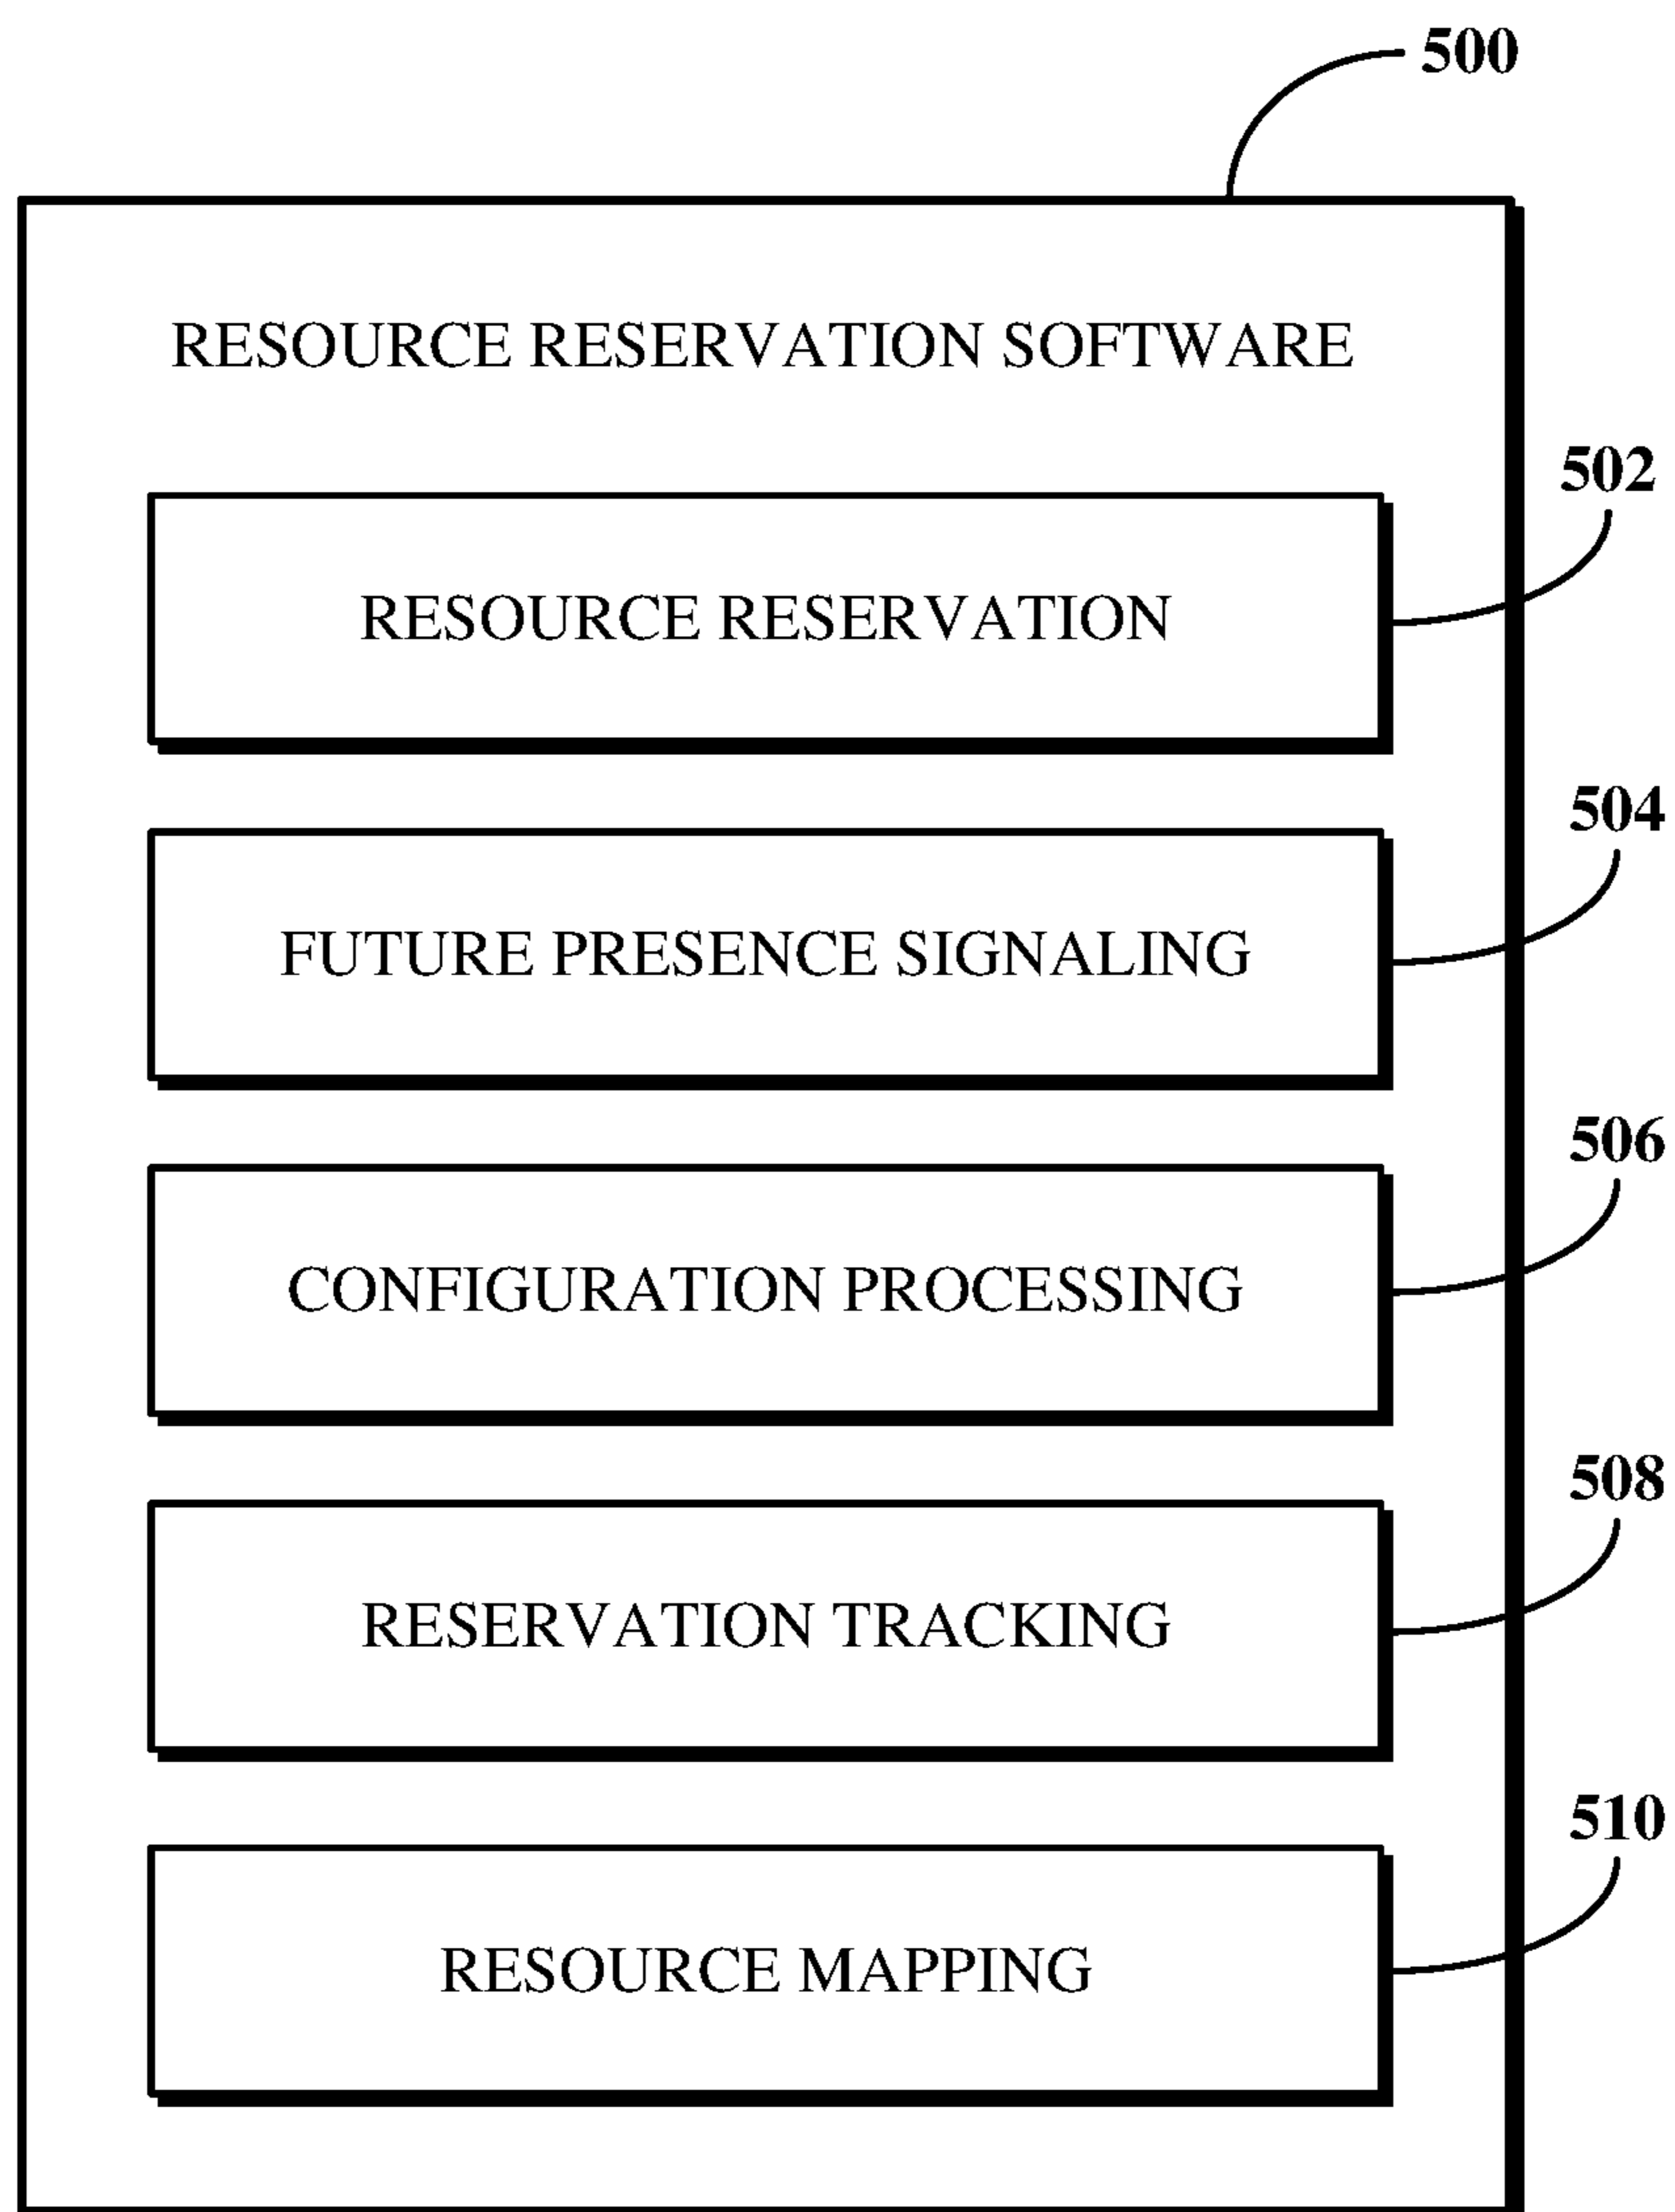 500
RESOURCE RESERVATION SOFTWARE
502
RESOURCE RESERVATION
504
FUTURE PRESENCE SIGNALING
506
CONFIGURATION PROCESSING
508
RESERVATION TRACKING
510
RESOURCE MAPPING